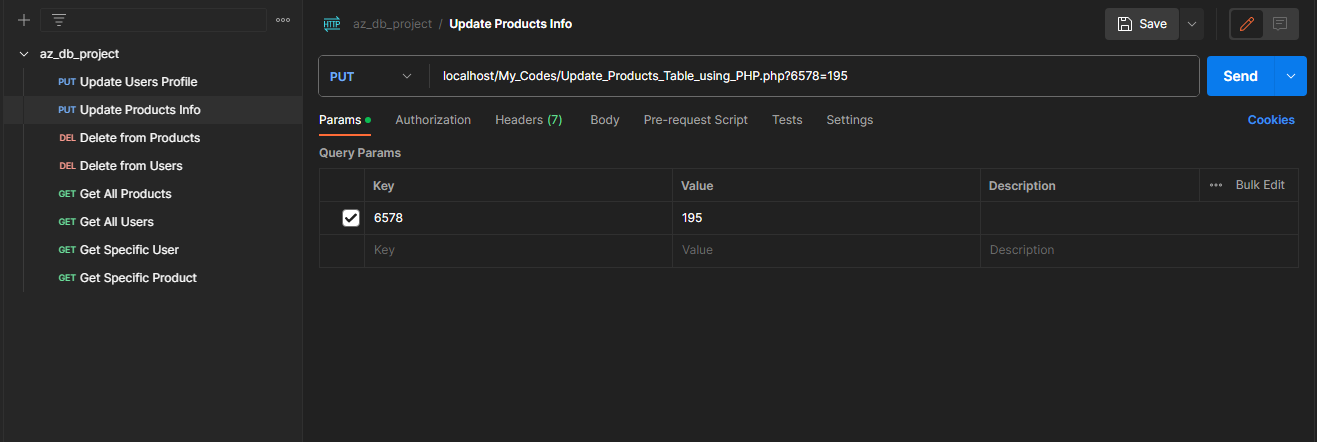 az_db_project
PUT Update Users Profile
PUT Update Products Info
DEL Delete from Products
DEL Delete from Users
GET Get All Products
GET Get All Users
GET Get Specific User
GET Get Specific Product
HTTP az_db_project / Update Products Info
Save
PUT localhost/My_Codes/Update_Products_Table_using_PHP.php?6578=195 Send
Params Authorization Headers (7) Body Pre-request Script Tests Settings Cookies
Query Params
Key Value Description Bulk Edit
6578 195
Key Value Description